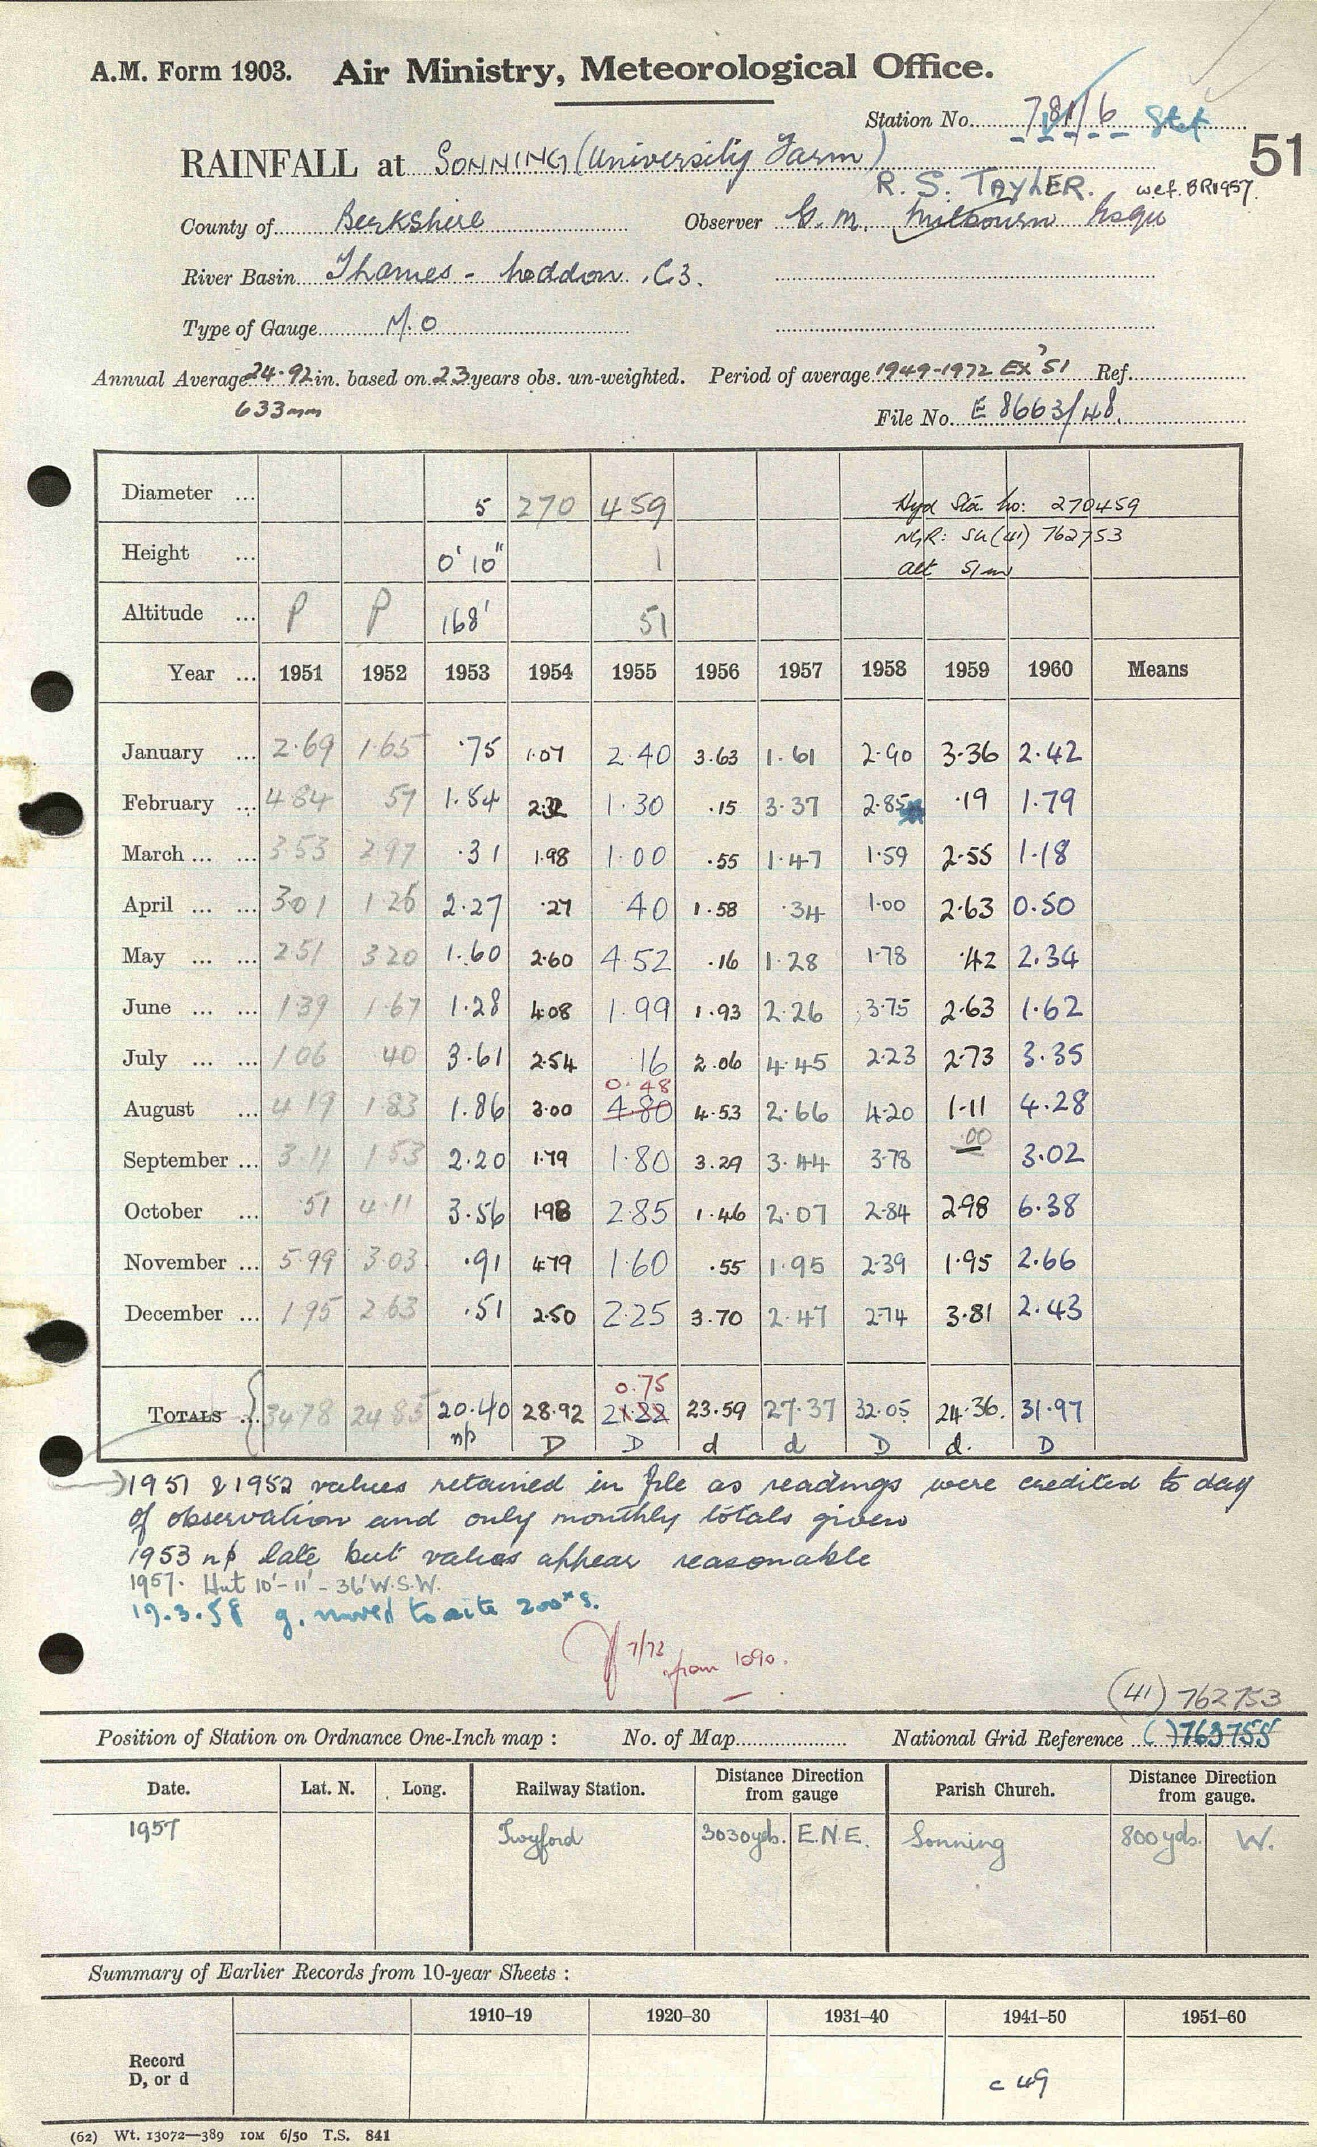 A.M. Form 1903. Air Ministry, Meteorological Office.
Station No. 781/6
51
RAINFALL at SONNING (University Farm)
R. S. TAYLER. wef. BR1957.
County of Berkshire Observer G. M. Milbourn Esqu
River Basin Thames - Loddon . C3.
Type of Gauge M.O
Annual Average 24.92 in. based on 23 years obs. un-weighted. Period of average 1949-1972 Ex '51 Ref.
633mm
File No. E 8663/48.
Diameter ... 5 270 459 Hyd Sta. No: 270459
Height ... 0' 10" 1 NGR: SU(41) 762753
alt 51m
Altitude ... P P 168' 51
Year ... 1951 1952 1953 1954 1955 1956 1957 1958 1959 1960 Means
January ... 2.69 1.65 .75 1.07 2.40 3.63 1.61 2.90 3.36 2.42
February ... 4.84 57 1.54 2.32 1.30 .15 3.37 2.85 .19 1.79
March ... ... 3.53 2.97 .31 1.98 1.00 .55 1.47 1.59 2.55 1.18
April ... ... 3.01 1.26 2.27 .27 40 1.58 .34 1.00 2.63 0.50
May ... ... 2.51 3.20 1.60 2.60 4.52 .16 1.28 1.78 .42 2.34
June ... ... 1.39 1.67 1.28 4.08 1.99 1.93 2.26 3.75 2.63 1.62
July ... ... 1.06 40 3.61 2.54 16 2.06 4.45 2.23 2.73 3.35
0.48
August ... 4.19 1.83 1.86 3.00 4.80 4.53 2.66 4.20 1.11 4.28
September ... 3.11 1.53 2.20 1.79 1.80 3.29 3.44 3.78 .00 3.02
October ... .51 4.11 3.56 1.98 2.85 1.46 2.07 2.84 2.98 6.38
November ... 5.99 3.03 .91 4.79 1.60 .55 1.95 2.39 1.95 2.66
December ... 1.95 2.63 .51 2.50 2.25 3.70 2.47 2.74 3.81 2.43
0.75
TOTALS ... 34.78 24.85 20.40 28.92 21.22 23.59 27.37 32.05 24.36. 31.97
np D D d d D d. D
1951 & 1952 values retained in file as readings were credited to day
of observation and only monthly totals given
1953 np late but values appear reasonable
1957. Hut 10'-11'-36' W.S.W.
19.3.58 g. moved to site 200x S.
7/73 from 1090.
(41) 762753
Position of Station on Ordnance One-Inch map : No. of Map National Grid Reference ( ) 763755
Date. Lat. N. Long. Railway Station. Distance from gauge Direction Parish Church. Distance from gauge. Direction
1957 Twyford 3030yds. E.N.E. Sonning 800yds. W.
Summary of Earlier Records from 10-year Sheets :
1910–19 1920–30 1931–40 1941–50 1951–60
Record
D, or d
c 49
(62) Wt. 13072—389 10M 6/50 T.S. 841